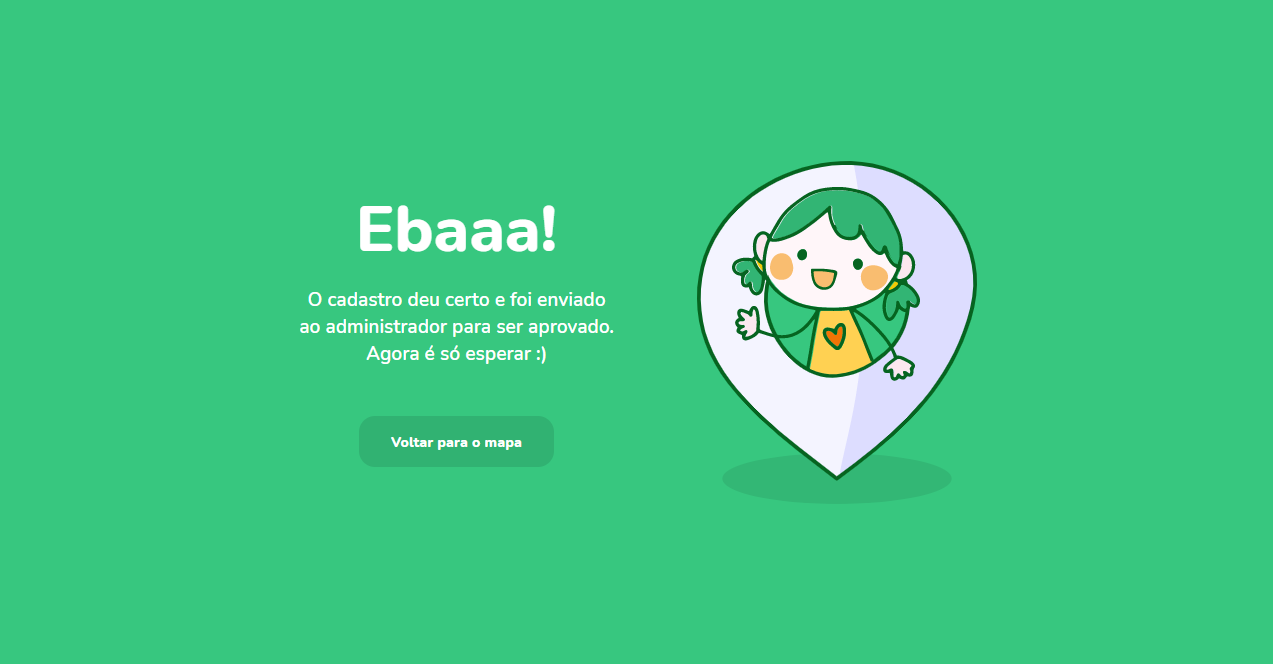 Ebaaa!
O cadastro deu certo e foi enviado
ao administrador para ser aprovado.
Agora é só esperar :)
Voltar para o mapa